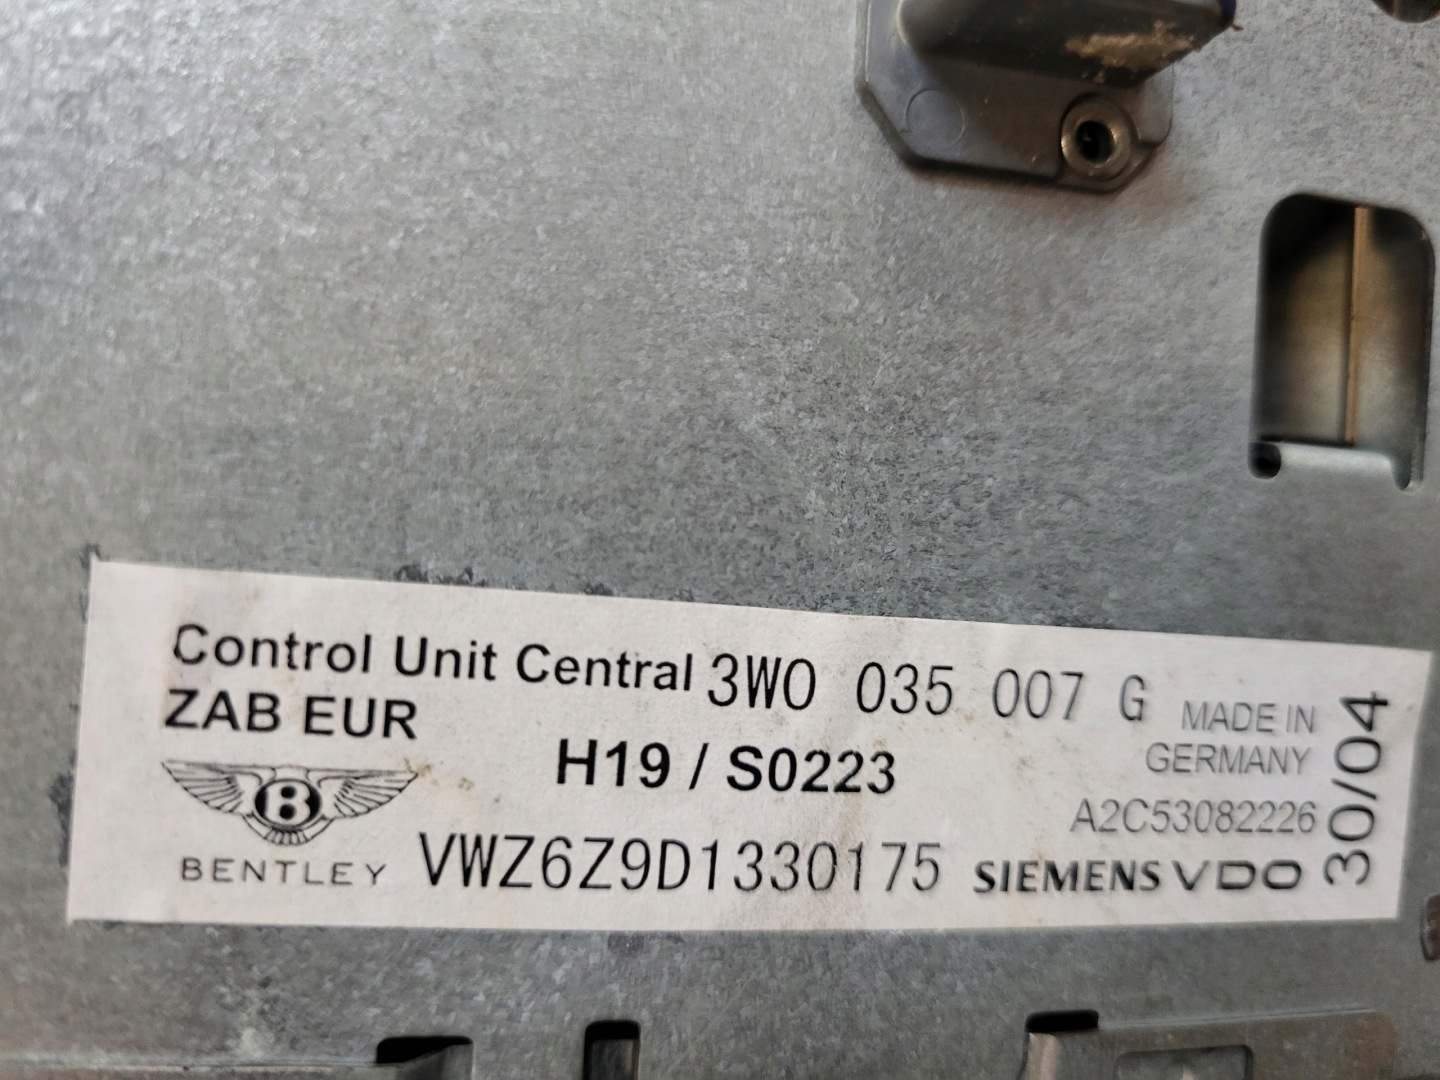 Control Unit Central 3W0 035 007 G
ZAB EUR
MADE IN
GERMANY
H19 / S0223
A2C53082226
30/04
B
BENTLEY
VWZ6Z9D1330175
SIEMENS VDO